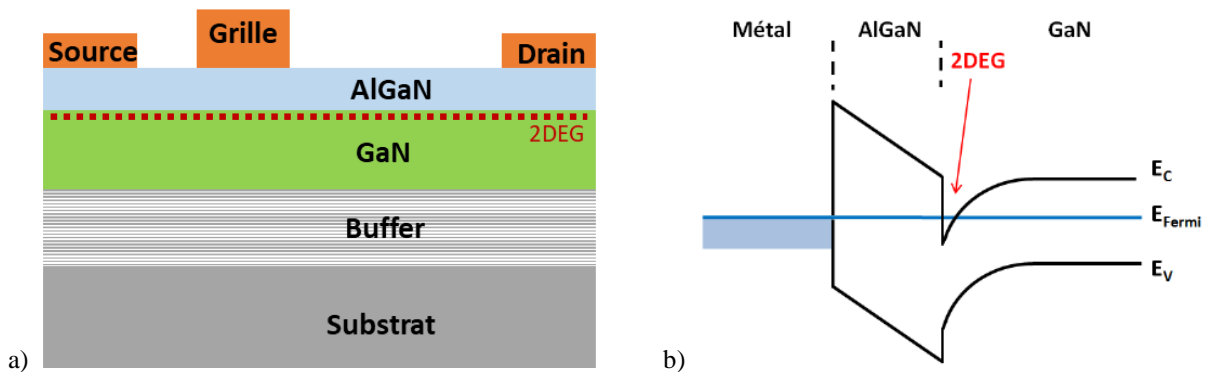 Source
Grille
Drain
AlGaN
2DEG
GaN
Buffer
Substrat
a)
Métal
AlGaN
GaN
2DEG
E_C
E_Fermi
E_V
b)